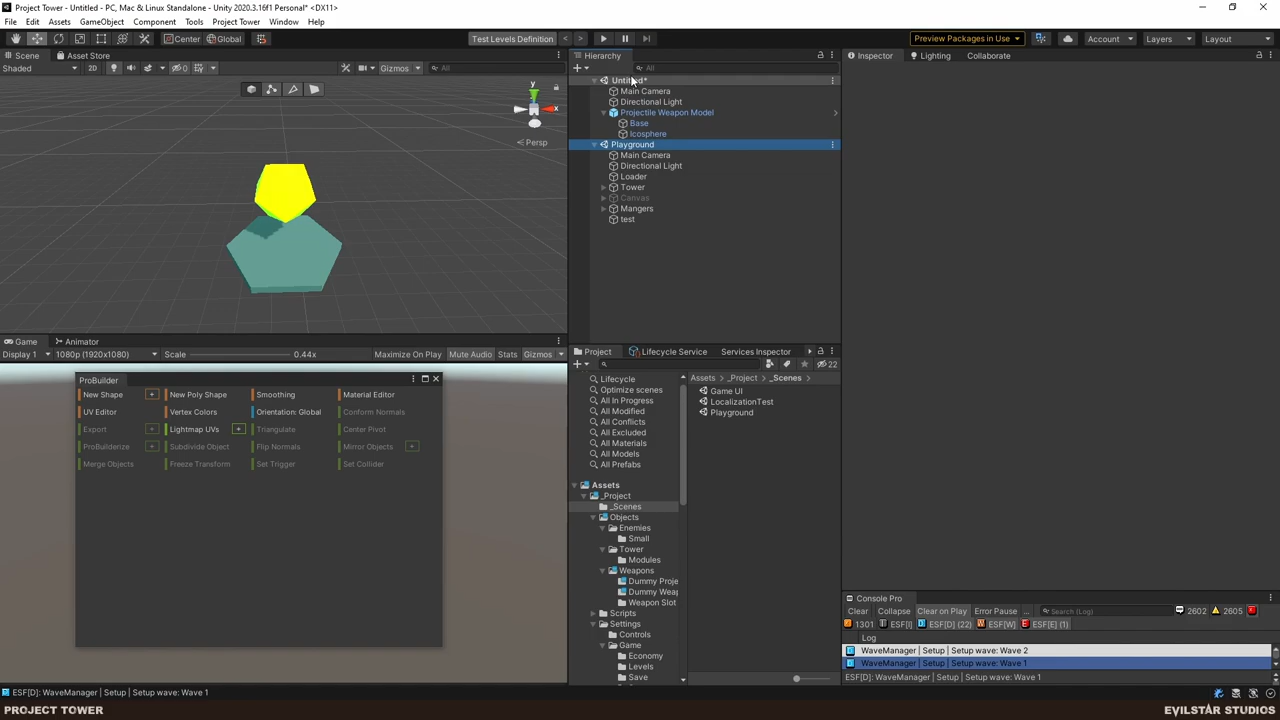 Project Tower - Untitled - PC, Mac & Linux Standalone - Unity 2020.3.16f1 Personal* <DX11>
File Edit Assets GameObject Component Tools Project Tower Window Help
Center Global Test Levels Definition Preview Packages in Use Account Layers Layout
Scene Asset Store
Shaded 2D 0 Gizmos All
y
x
Persp
Game Animator
Display 1 1080p (1920x1080) Scale 0.44x Maximize On Play Mute Audio Stats Gizmos
ProBuilder
New Shape + New Poly Shape Smoothing Material Editor
UV Editor Vertex Colors Orientation: Global Conform Normals
Export + Lightmap UVs + Triangulate Center Pivot
ProBuilderize + Subdivide Object Flip Normals Mirror Objects +
Merge Objects Freeze Transform Set Trigger Set Collider
Hierarchy
All
Untitled*
Main Camera
Directional Light
Projectile Weapon Model
Base
Icosphere
Playground
Main Camera
Directional Light
Loader
Tower
Canvas
Mangers
test
Project Lifecycle Service Services Inspector
22
Lifecycle
Optimize scenes
All In Progress
All Modified
All Conflicts
All Excluded
All Materials
All Models
All Prefabs
Assets
_Project
_Scenes
Objects
Enemies
Small
Tower
Modules
Weapons
Dummy Proje
Dummy Weap
Weapon Slot
Scripts
Settings
Controls
Game
Economy
Levels
Save
Assets > _Project > _Scenes >
Game UI
LocalizationTest
Playground
Inspector Lighting Collaborate
Console Pro
Clear Collapse Clear on Play Error Pause ... Search (Log) 2602 2605
1301 ESF[I] ESF[D] (22) ESF[W] ESF[E] (1)
Log
WaveManager | Setup | Setup wave: Wave 2
WaveManager | Setup | Setup wave: Wave 1
ESF[D]: WaveManager | Setup | Setup wave: Wave 1
ESF[D]: WaveManager | Setup | Setup wave: Wave 1
PROJECT TOWER EVILSTAR STUDIOS